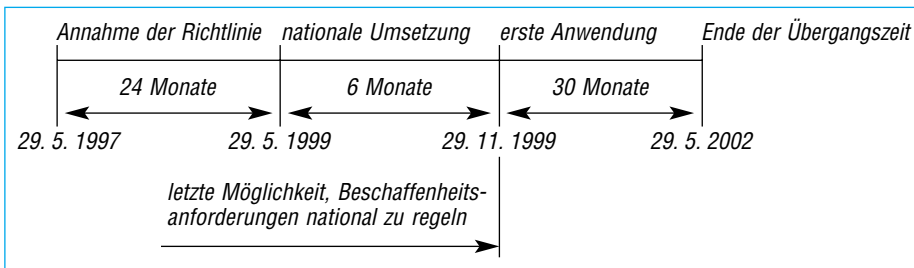 Annahme der Richtlinie nationale Umsetzung erste Anwendung Ende der Übergangszeit
24 Monate 6 Monate 30 Monate
29. 5. 1997 29. 5. 1999 29. 11. 1999 29. 5. 2002
letzte Möglichkeit, Beschaffenheits-
anforderungen national zu regeln